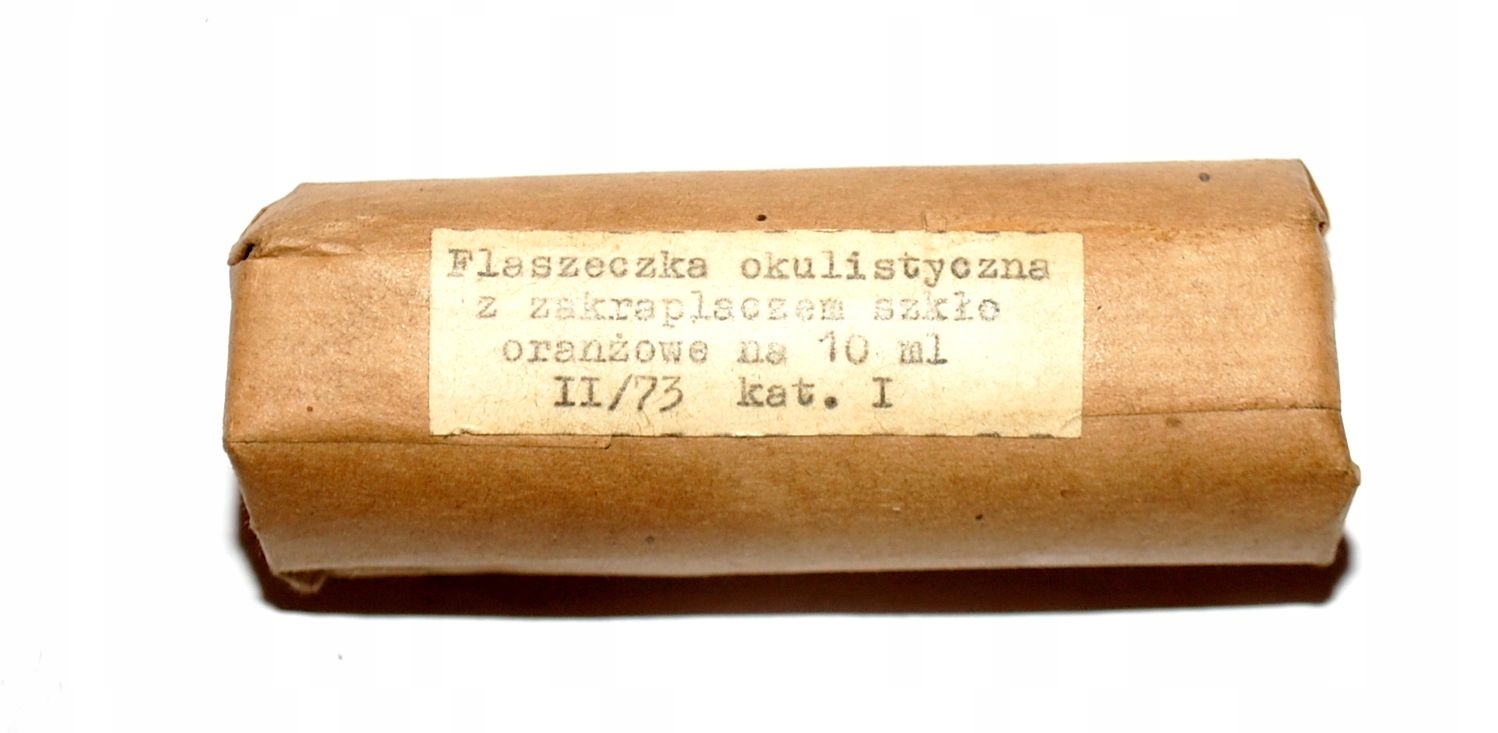 Flaszeczka okulistyczna
z zakraplaczem szkło
oranżowe na 10 ml
II/73 kat. I